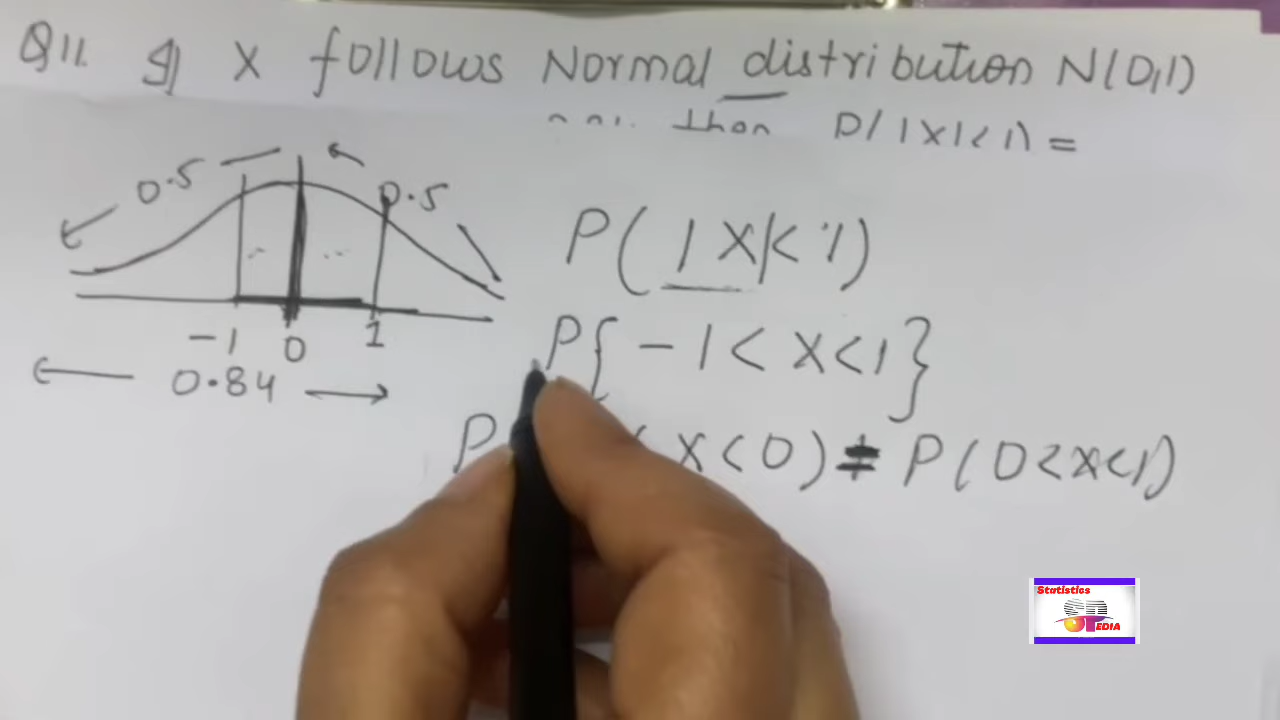 Q11. If X follows Normal distribution N(0,1)
then P(|X|<1) =
0.5 0.5
P(|X|<1)
-1 0 1
P{-1<X<1}
0.84
P X<0) + P(0<X<1)
Statistics
PEDIA